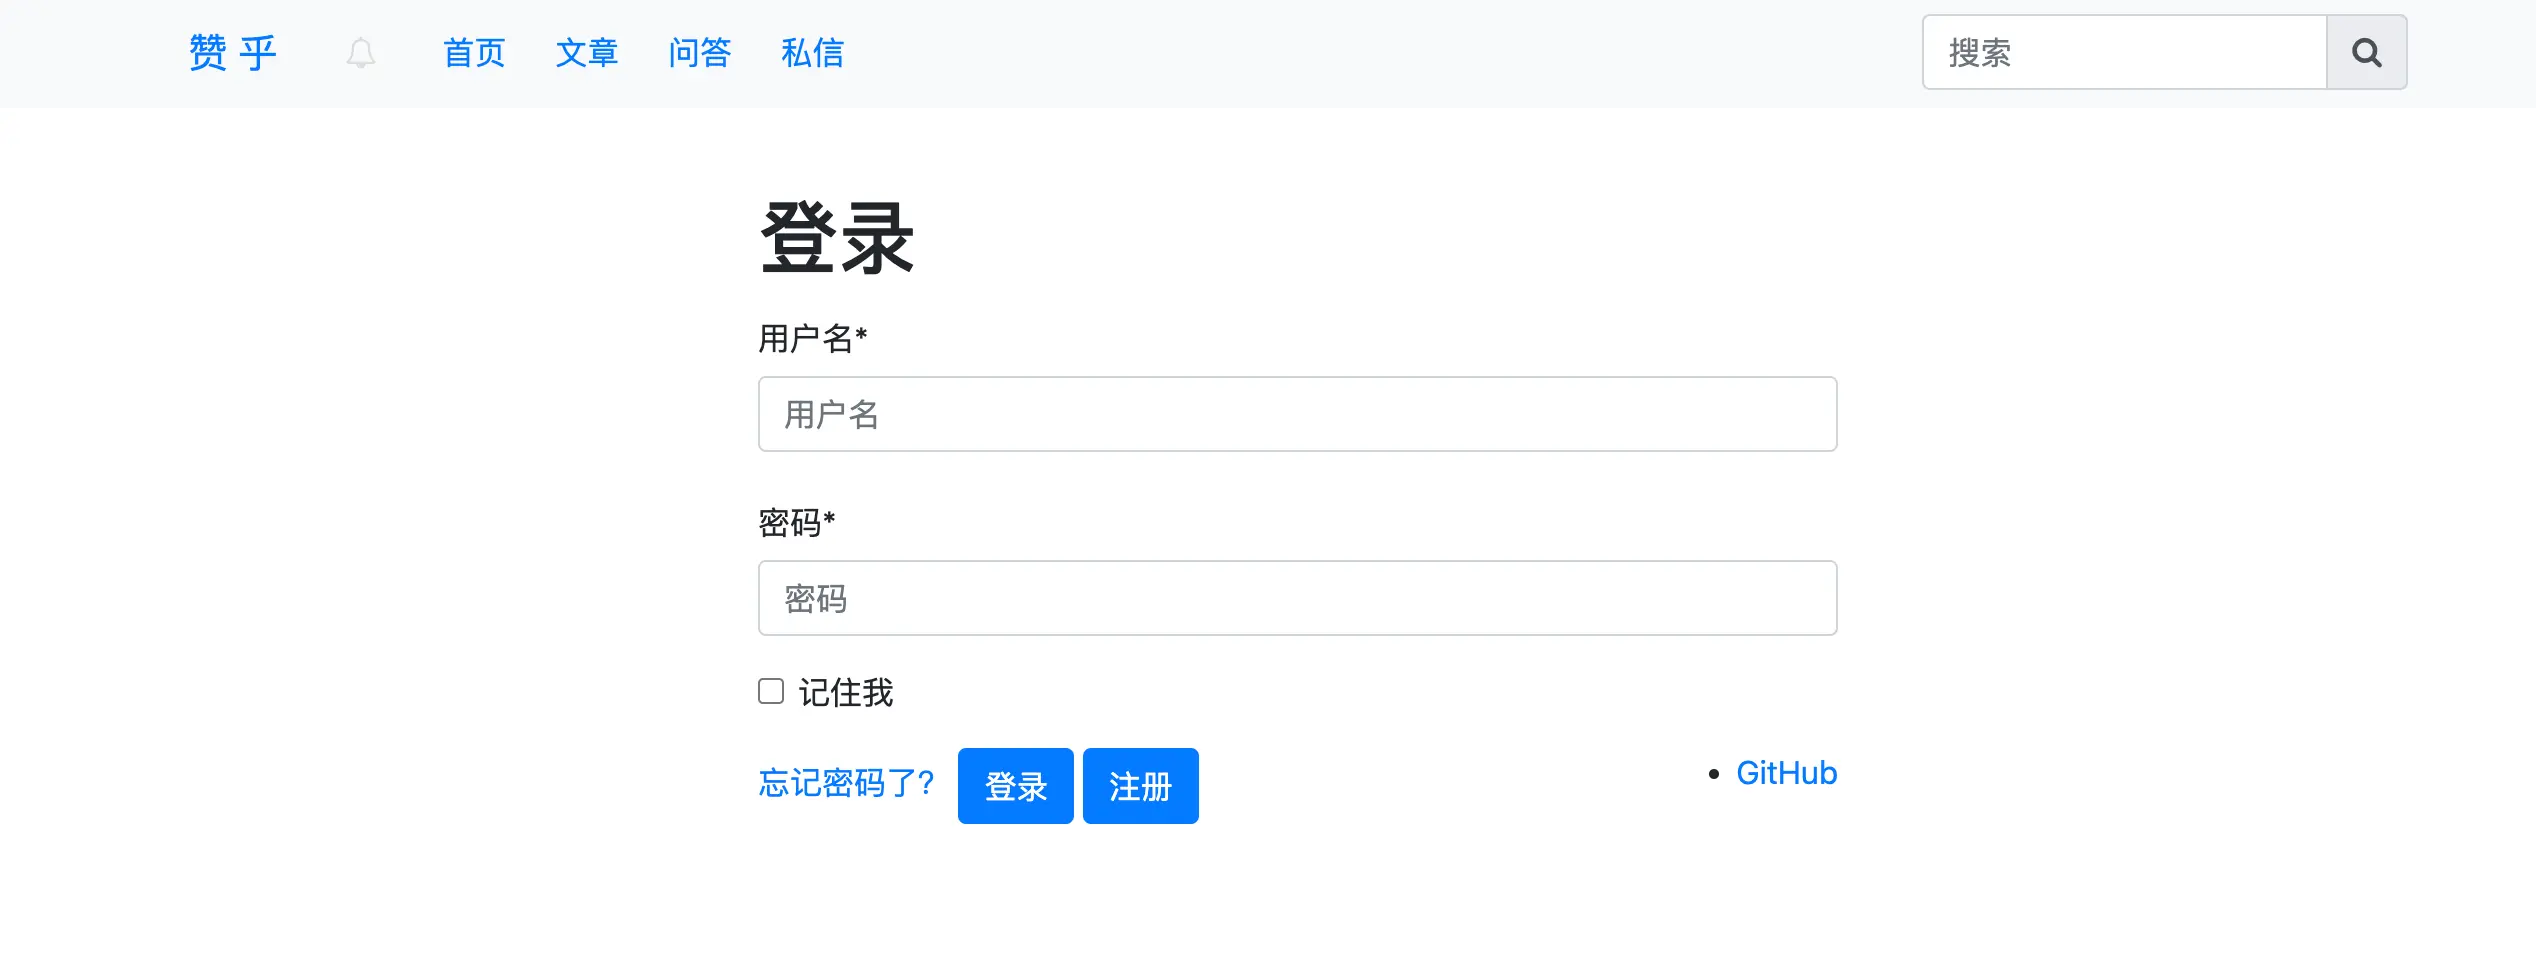 赞 乎 首页 文章 问答 私信 搜索
登录
用户名*
用户名
密码*
密码
记住我
忘记密码了? 登录 注册 • GitHub